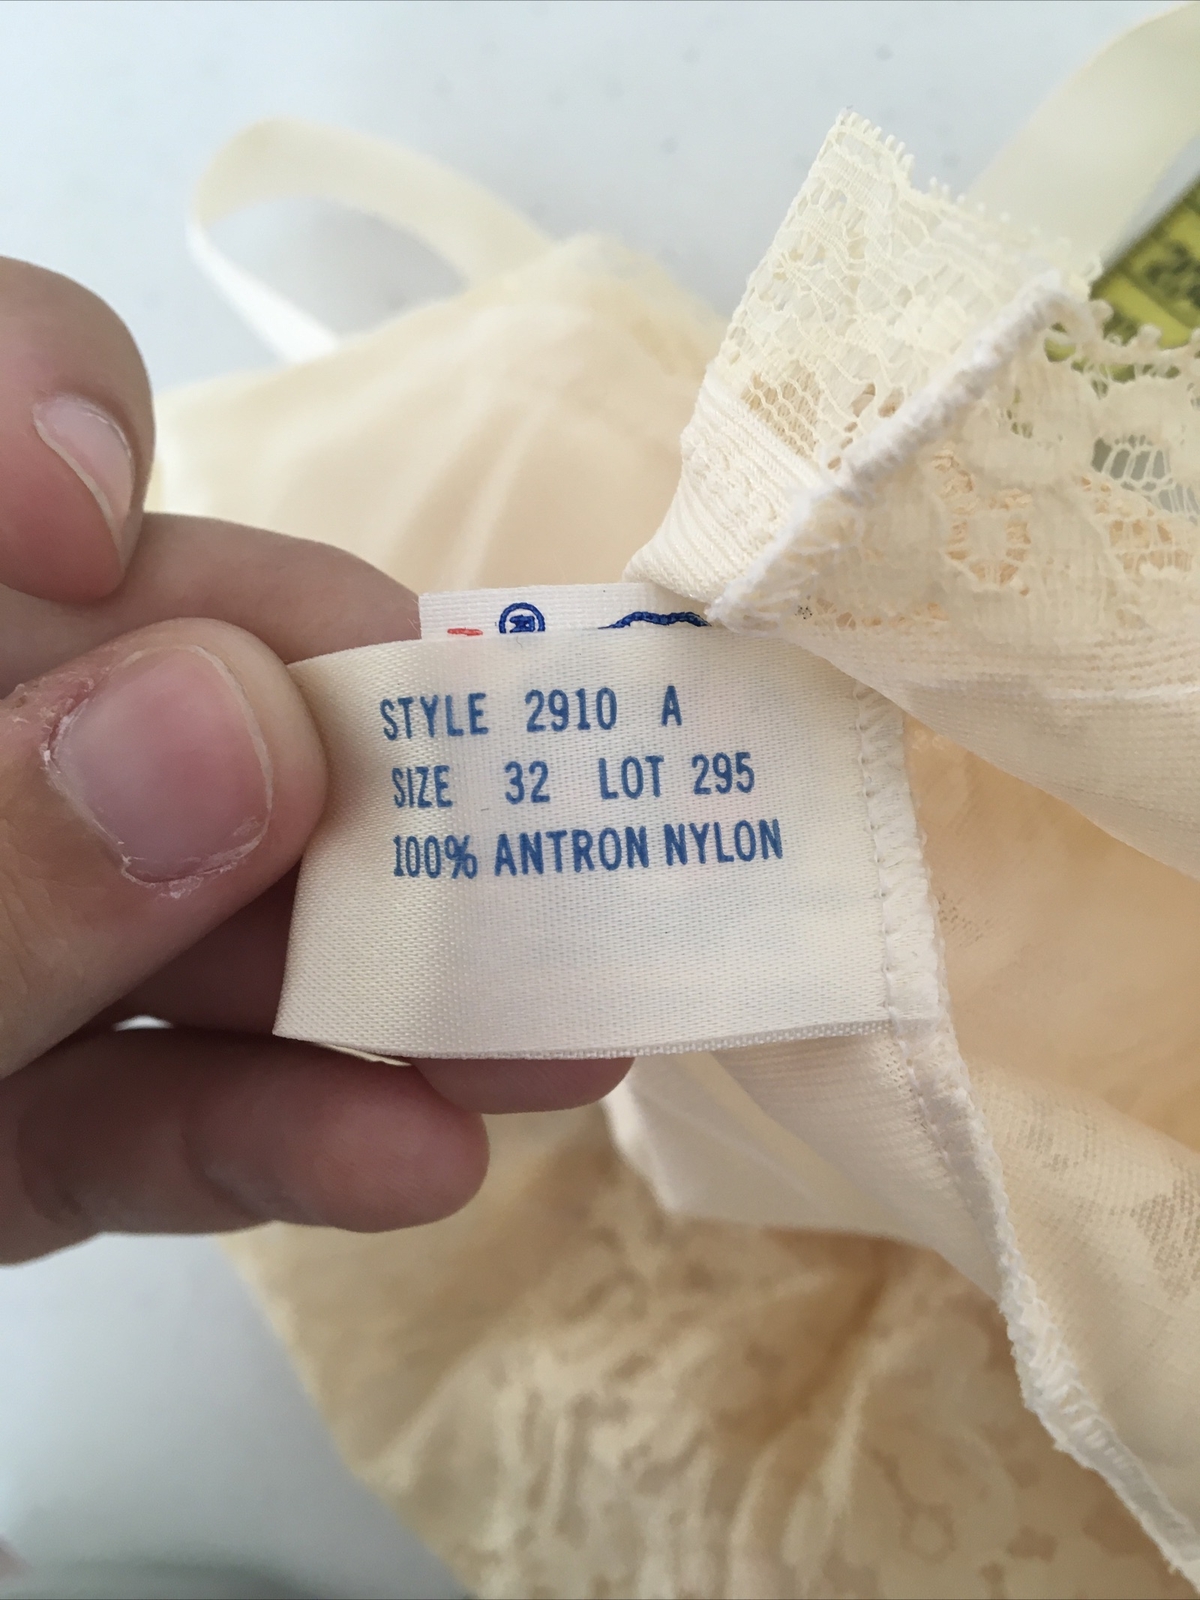 STYLE 2910 A
SIZE 32 LOT 295
100% ANTRON NYLON